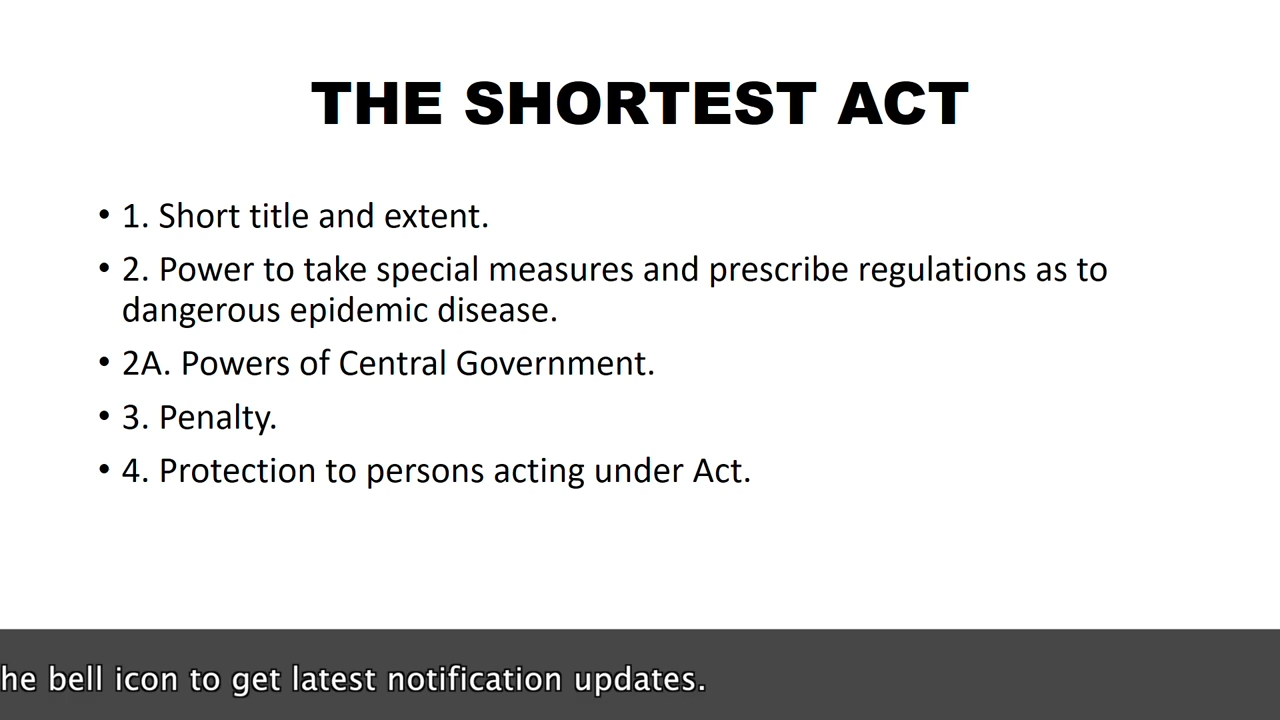 THE SHORTEST ACT
• 1. Short title and extent.
• 2. Power to take special measures and prescribe regulations as to
dangerous epidemic disease.
• 2A. Powers of Central Government.
• 3. Penalty.
• 4. Protection to persons acting under Act.
he bell icon to get latest notification updates.